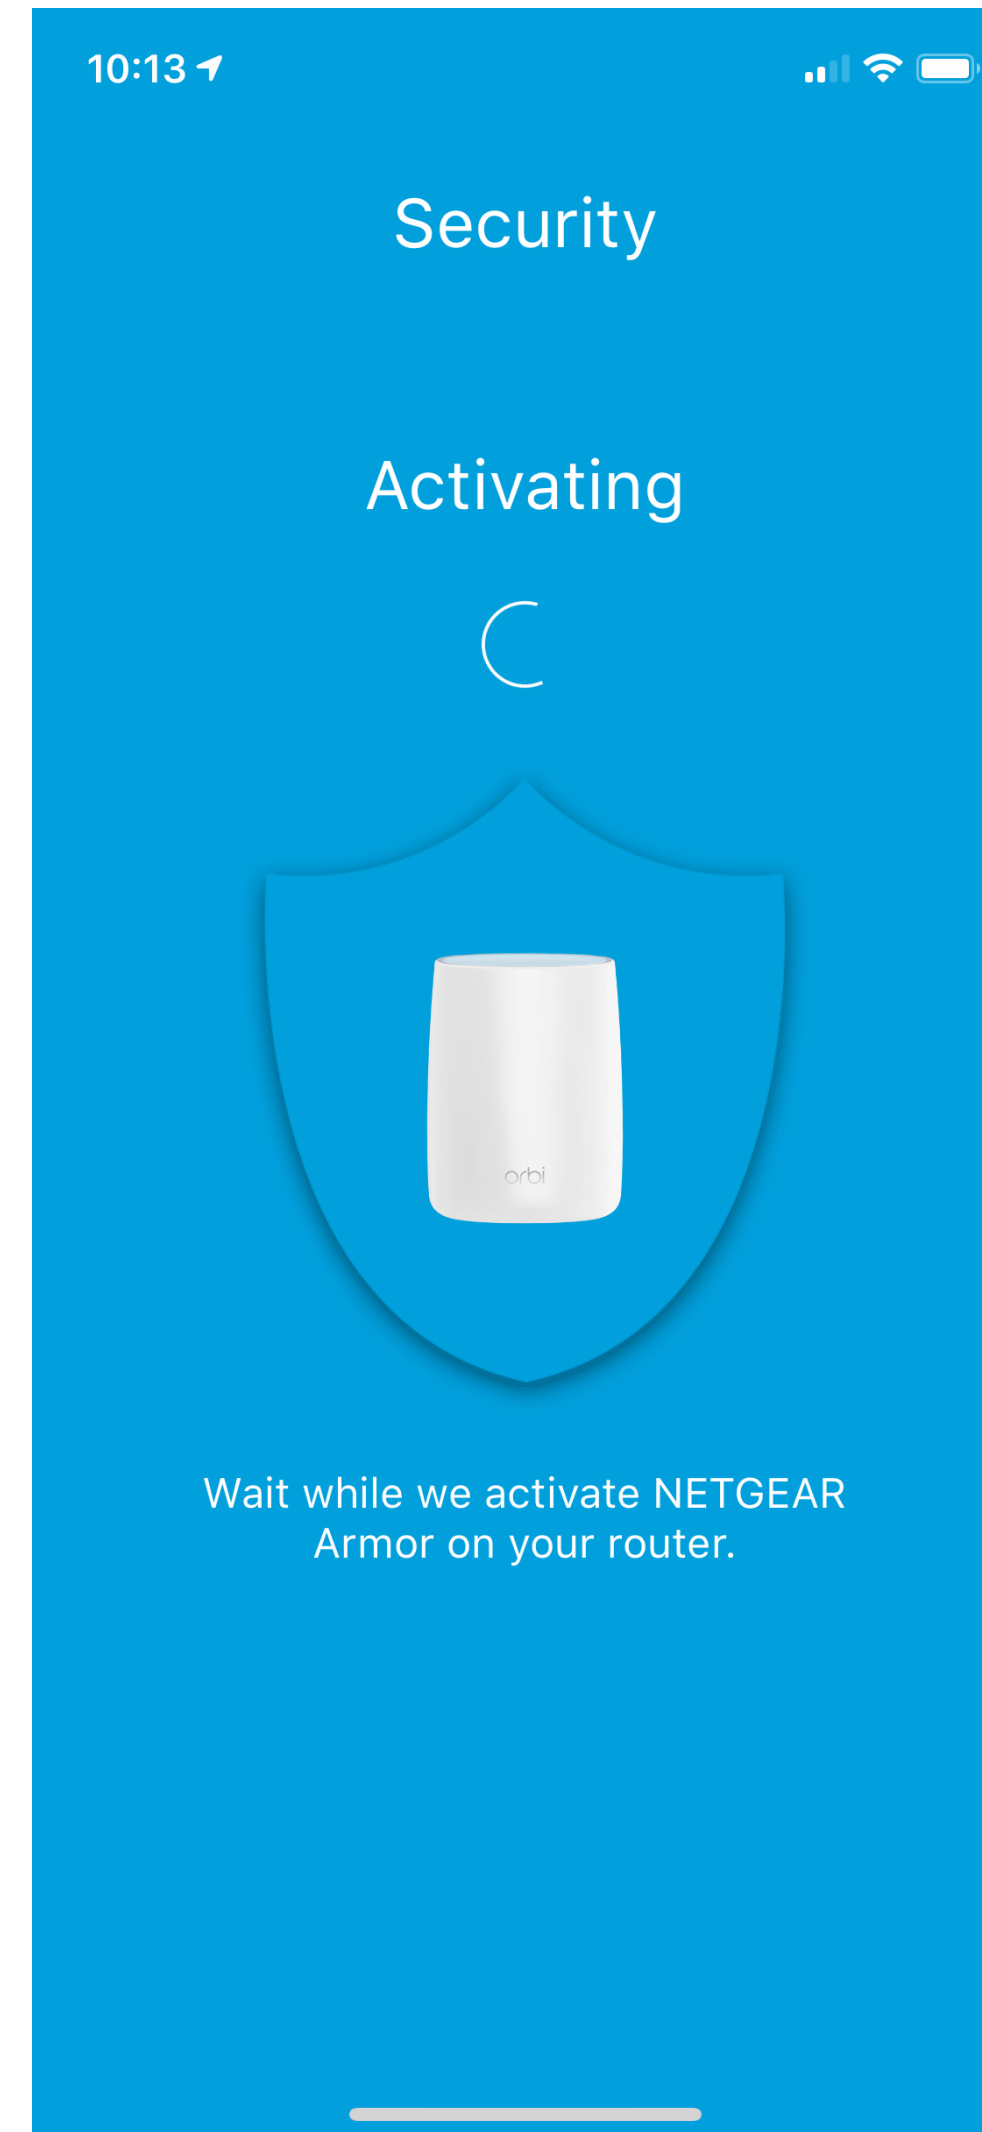 10:13
Security
Activating
orbi
Wait while we activate NETGEAR
Armor on your router.